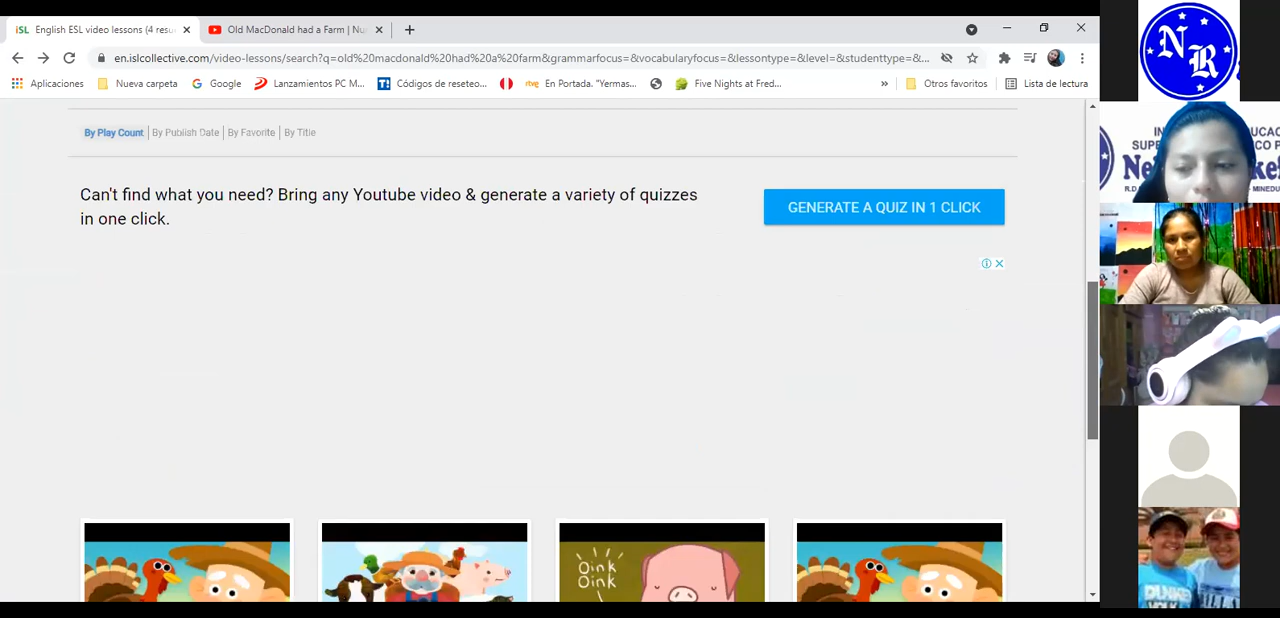 iSL English ESL video lessons (4 resu
Old MacDonald had a Farm | Nu
en.islcollective.com/video-lessons/search?q=old%20macdonald%20
farm&grammarfocus=&vocabularyfocus=&lessontype=&level=&studenttype=&...
Aplicaciones
Nueva carpeta
Google
Lanzamientos PC M...
Códigos de reseteo...
rtve En Portada. "Yermas...
Five Nights at Fred...
»
Otros favoritos
Lista de lectura
By Play Count | By Publish Date | By Favorite | By Title
Can't find what you need? Bring any Youtube video & generate a variety of quizzes
in one click.
GENERATE A QUIZ IN 1 CLICK
Oink
Oink
N
R